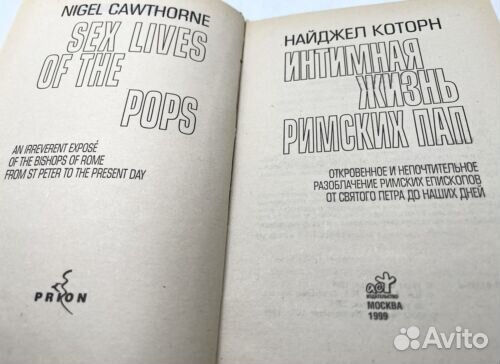 NIGEL CAWTHORNE
SEX LIVES
OF THE
POPS
AN IRREVERENT EXPOSÉ
OF THE BISHOPS OF ROME
FROM ST PETER TO THE PRESENT DAY
PRION
НАЙДЖЕЛ КОТОРН
ИНТИМНАЯ
ЖИЗНЬ
РИМСКИХ ПАП
ОТКРОВЕННОЕ И НЕПОЧТИТЕЛЬНОЕ
РАЗОБЛАЧЕНИЕ РИМСКИХ ЕПИСКОПОВ
ОТ СВЯТОГО ПЕТРА ДО НАШИХ ДНЕЙ
аст
ИЗДАТЕЛЬСТВО
МОСКВА
1999
Avito